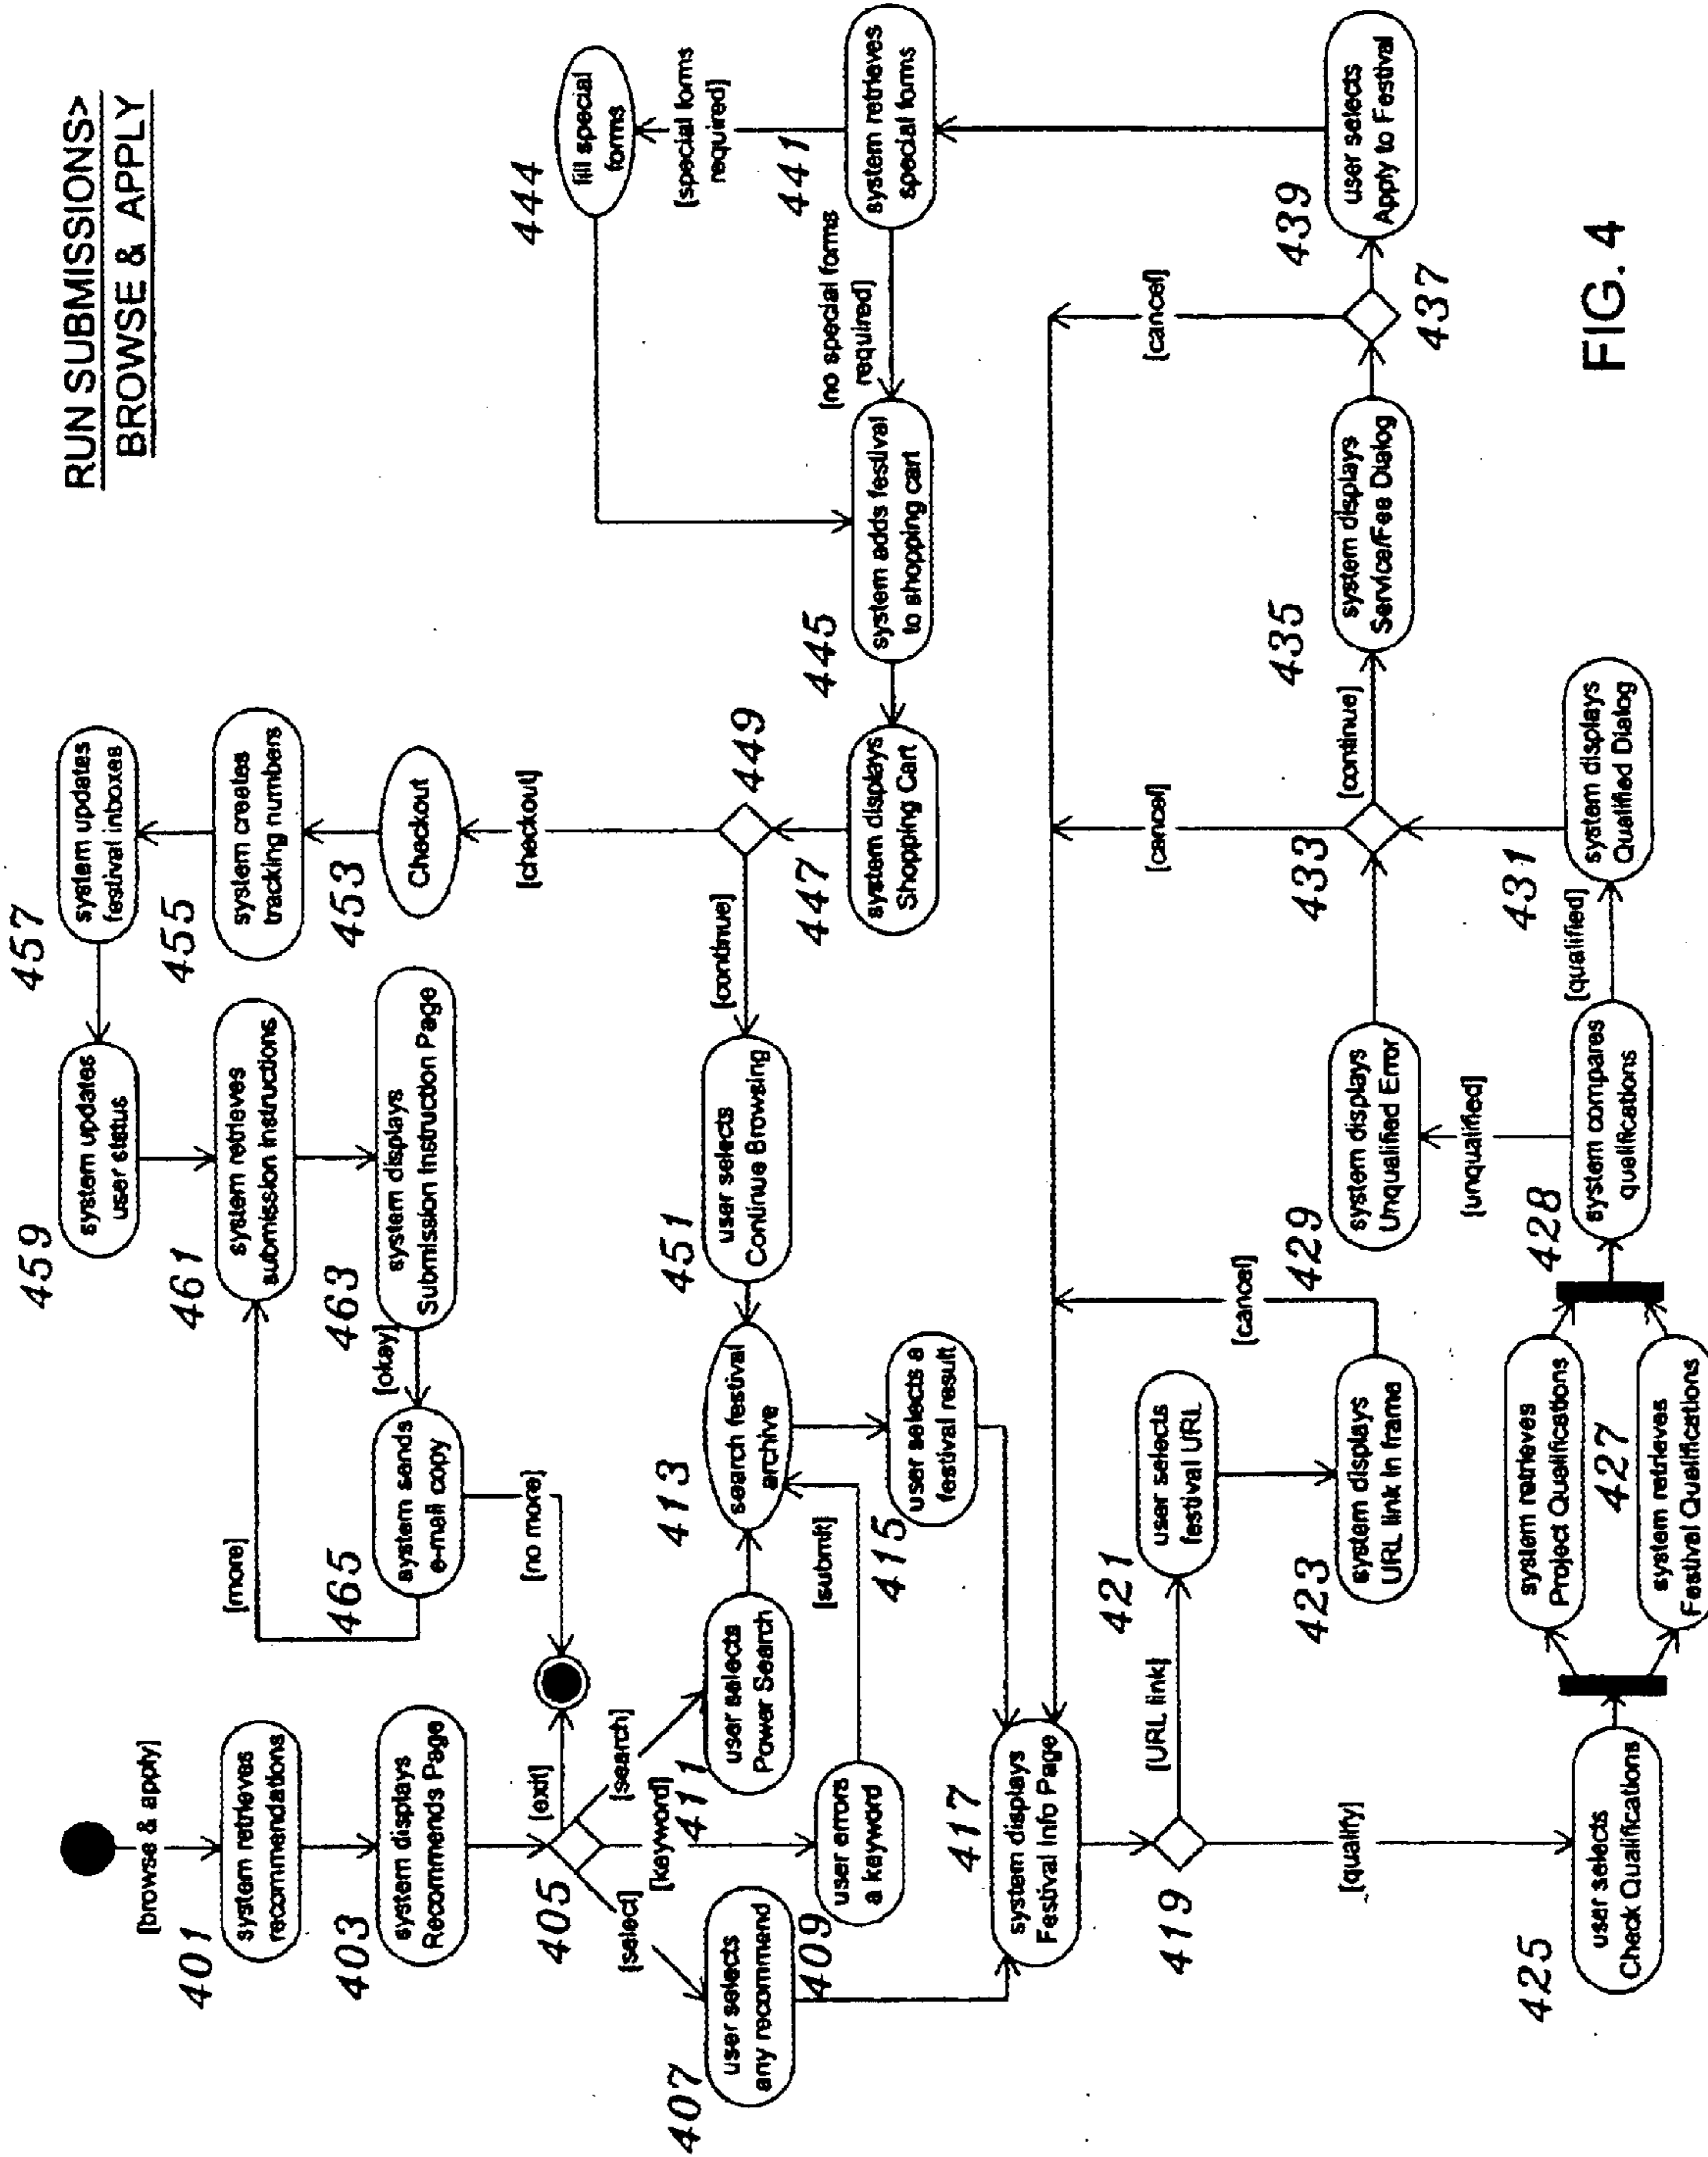 RUN SUBMISSIONS>
BROWSE & APPLY
[browse & apply]
401
system retrieves
recommendations
403
system displays
Recommends Page
405
[exit]
[search]
[keyword]
[select]
407
user selects
any recommend
409
user errors
a keyword
411
user selects
Power Search
[submit]
413
search festival
archive
415
user selects a
festival result
417
system displays
Festival Info Page
419
[URL link]
[qualify]
421
user selects
festival URL
423
system displays
URL link in frame
[cancel]
425
user selects
Check Qualifications
system retrieves
Project Qualifications
427
system retrieves
Festival Qualifications
428
system compares
qualifications
[unqualified]
[qualified]
429
system displays
Unqualified Error
431
system displays
Qualified Dialog
433
[cancel]
[continue]
435
system displays
Service/Fee Dialog
437
[cancel]
439
user selects
Apply to Festival
441
system retrieves
special forms
[special forms
required]
[no special forms
required]
444
fill special
forms
445
system adds festival
to shopping cart
447
system displays
Shopping Cart
449
[continue]
[checkout]
451
user selects
Continue Browsing
453
Checkout
455
system creates
tracking numbers
457
system updates
festival inboxes
459
system updates
user status
461
system retrieves
submission instructions
463
system displays
Submission Instruction Page
[okay]
465
system sends
e-mail copy
[more]
[no more]
FIG. 4